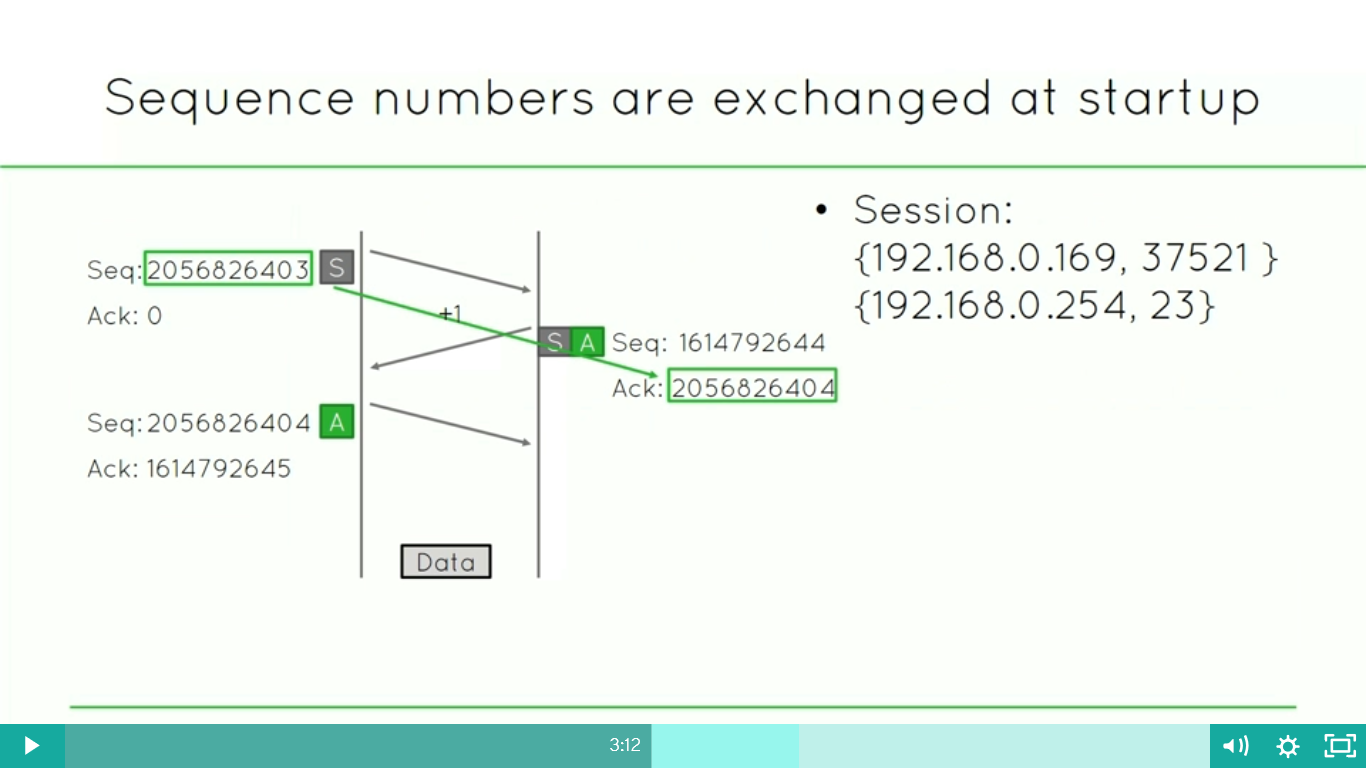 Sequence numbers are exchanged at startup
• Session:
{192.168.0.169, 37521 }
{192.168.0.254, 23}
Seq: 2056826403 S
Ack: 0
+1
S A Seq: 1614792644
Ack: 2056826404
Seq: 2056826404 A
Ack: 1614792645
Data
3:12